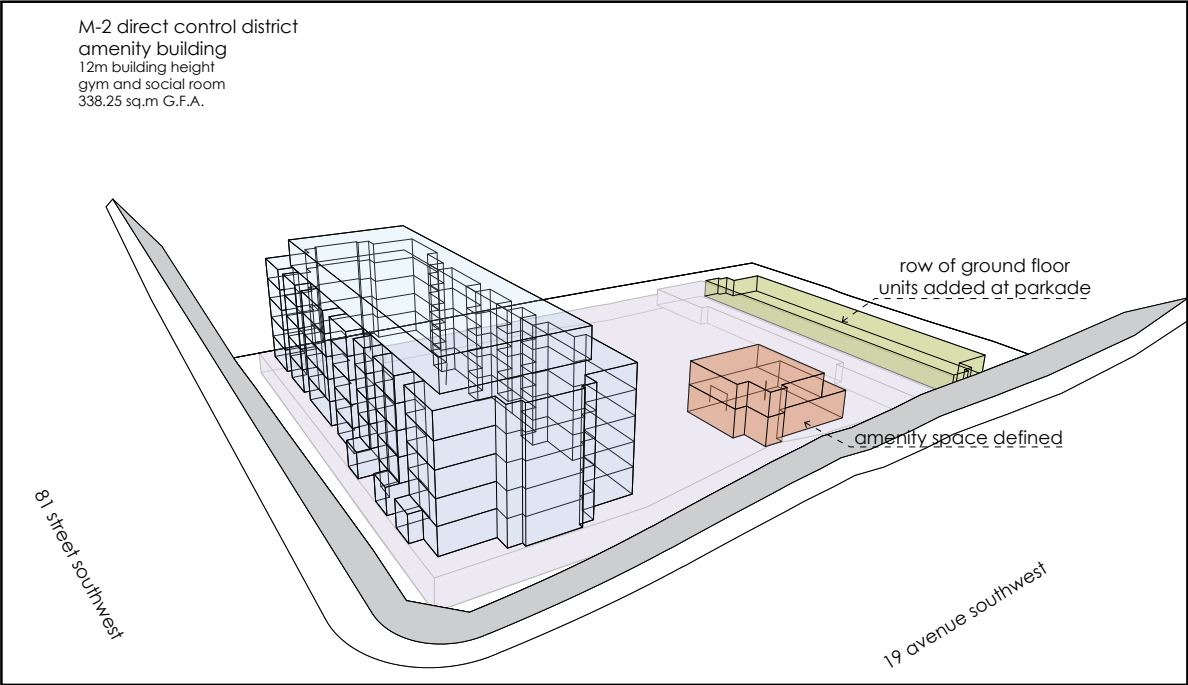 M-2 direct control district
amenity building
12m building height
gym and social room
338.25 sq.m G.F.A.
row of ground floor
units added at parkade
amenity space defined
81 street southwest
19 avenue southwest